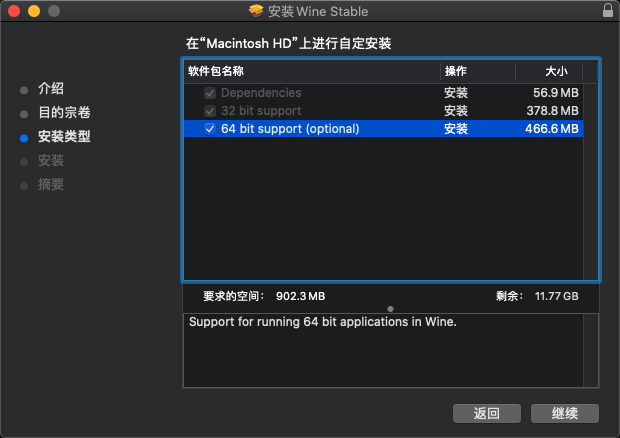 安装 Wine Stable
在“Macintosh HD”上进行自定安装
介绍
目的宗卷
安装类型
安装
摘要
软件包名称 操作 大小
Dependencies 安装 56.9 MB
32 bit support 安装 378.8 MB
64 bit support (optional) 安装 466.6 MB
要求的空间： 902.3 MB 剩余： 11.77 GB
Support for running 64 bit applications in Wine.
返回 继续